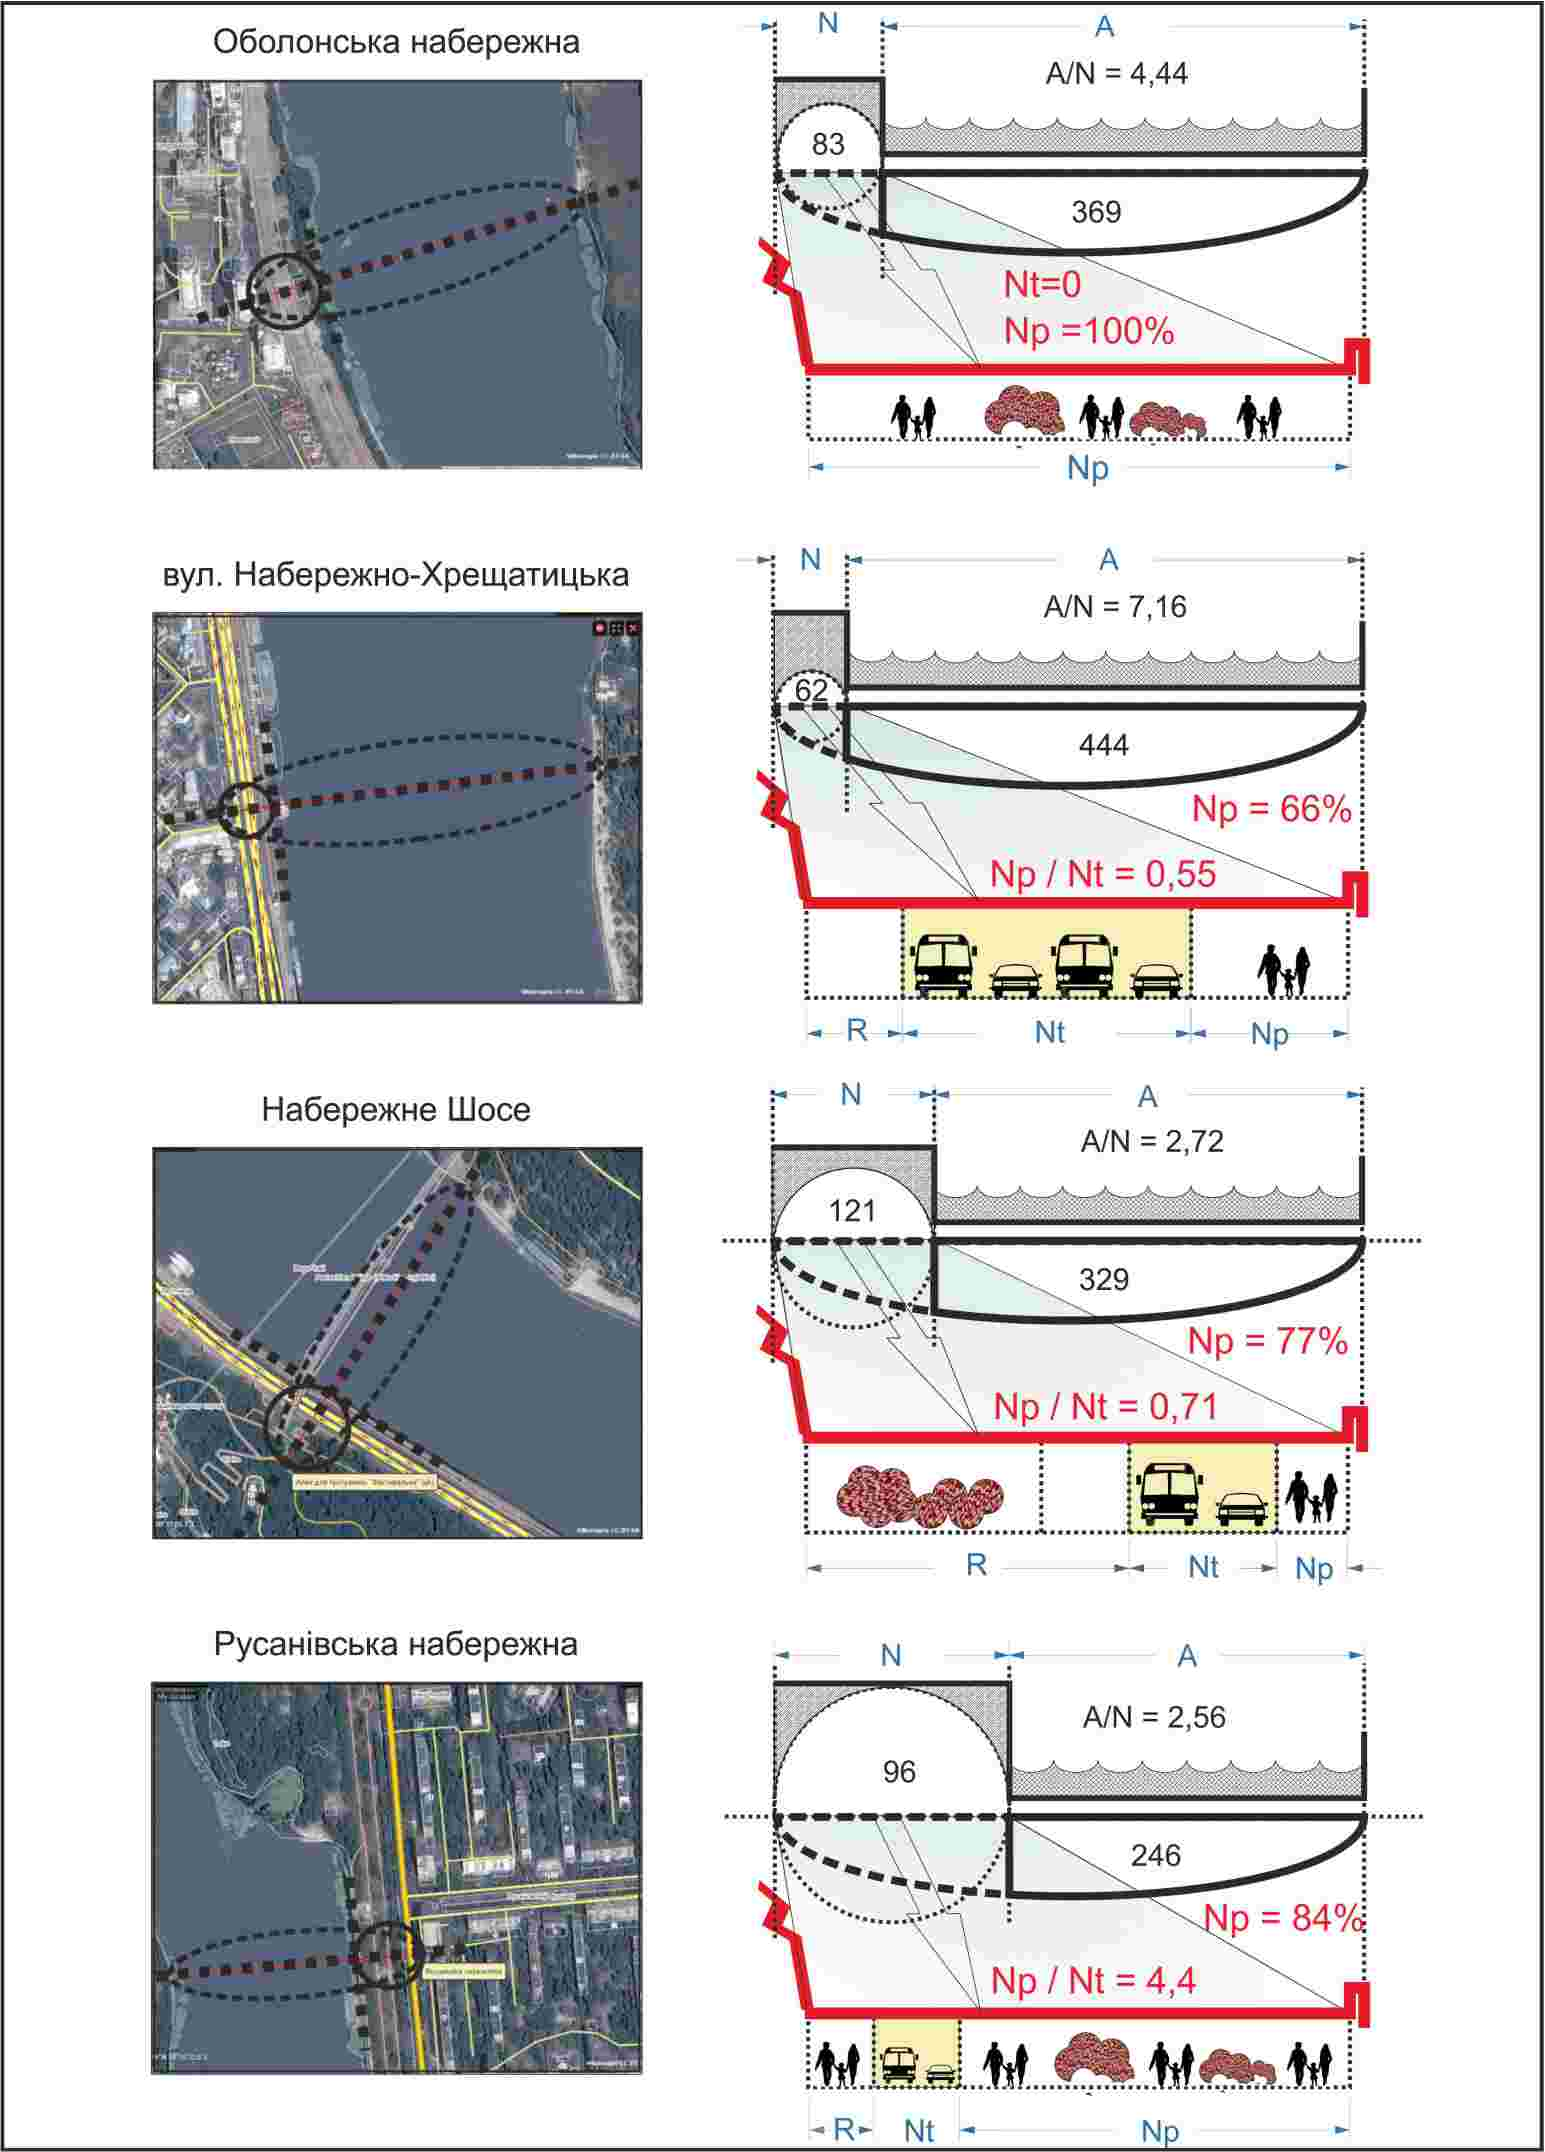 Оболонська набережна
N
A
A/N = 4,44
83
369
Nt=0
Np =100%
Np
вул. Набережно-Хрещатицька
N
A
A/N = 7,16
62
444
Np = 66%
Np / Nt = 0,55
R
Nt
Np
Набережне Шосе
N
A
A/N = 2,72
121
329
Np = 77%
Np / Nt = 0,71
R
Nt
Np
Русанівська набережна
N
A
A/N = 2,56
96
246
Np = 84%
Np / Nt = 4,4
R
Nt
Np